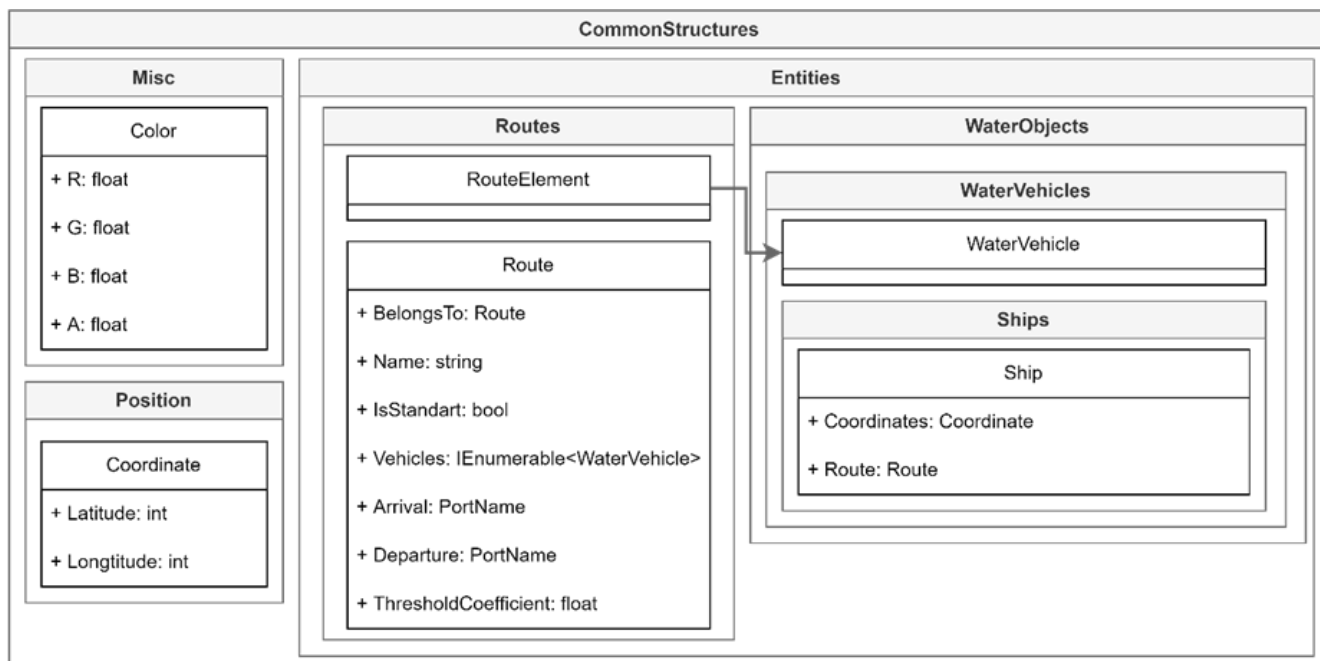 CommonStructures
Misc
Color
+ R: float
+ G: float
+ B: float
+ A: float
Position
Coordinate
+ Latitude: int
+ Longtitude: int
Entities
Routes
RouteElement
Route
+ BelongsTo: Route
+ Name: string
+ IsStandart: bool
+ Vehicles: IEnumerable<WaterVehicle>
+ Arrival: PortName
+ Departure: PortName
+ ThresholdCoefficient: float
WaterObjects
WaterVehicles
WaterVehicle
Ships
Ship
+ Coordinates: Coordinate
+ Route: Route